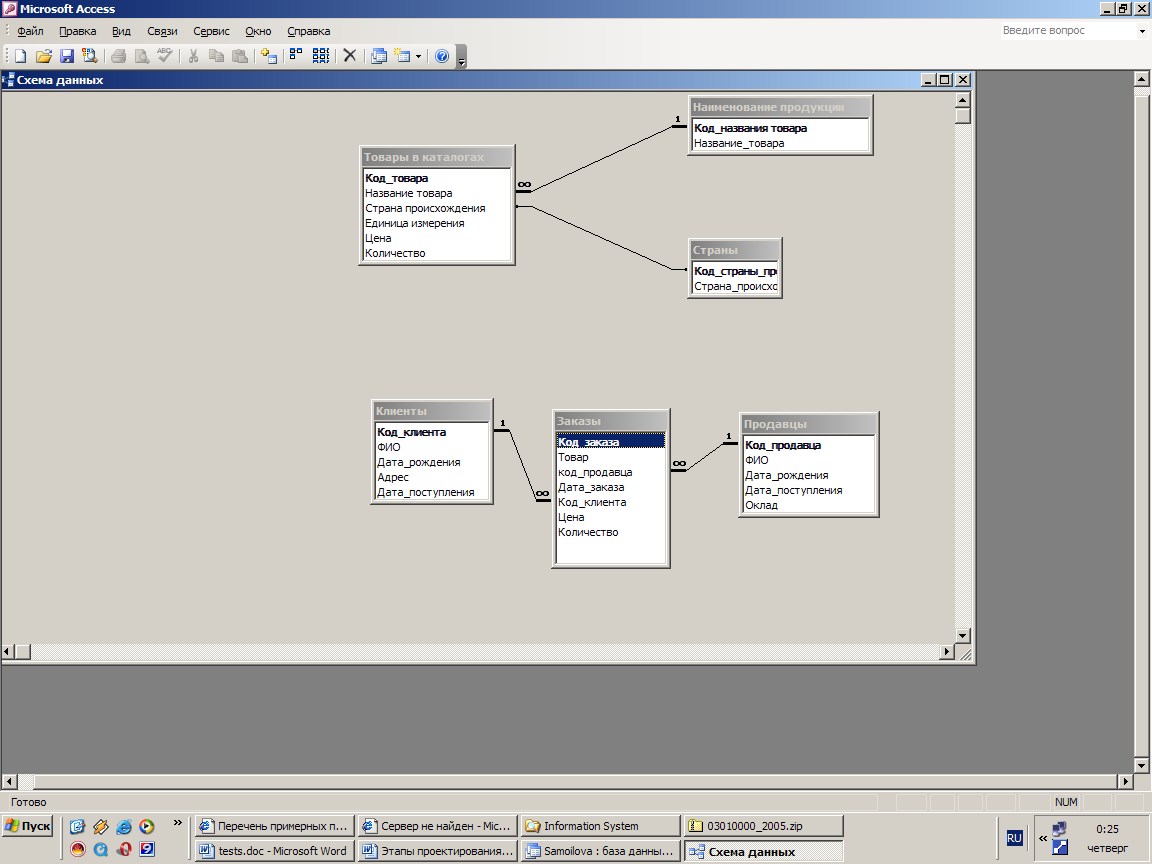 Microsoft Access
Файл Правка Вид Связи Сервис Окно Справка
Введите вопрос
Схема данных
Наименование продукции
Код_названия товара
Название_товара
1
Товары в каталогах
Код_товара
Название товара
Страна происхождения
Единица измерения
Цена
Количество
∞
Страны
Код_страны_прс
Страна_происхо
Клиенты
Код_клиента
ФИО
Дата_рождения
Адрес
Дата_поступления
1
∞
Заказы
Код_заказа
Товар
код_продавца
Дата_заказа
Код_клиента
Цена
Количество
∞
1
Продавцы
Код_продавца
ФИО
Дата_рождения
Дата_поступления
Оклад
Готово
NUM
Пуск
Перечень примерных п...
Сервер не найден - Mic...
Information System
03010000_2005.zip
tests.doc - Microsoft Word
Этапы проектирования...
Samoilova : база данны...
Схема данных
RU
0:25
четверг